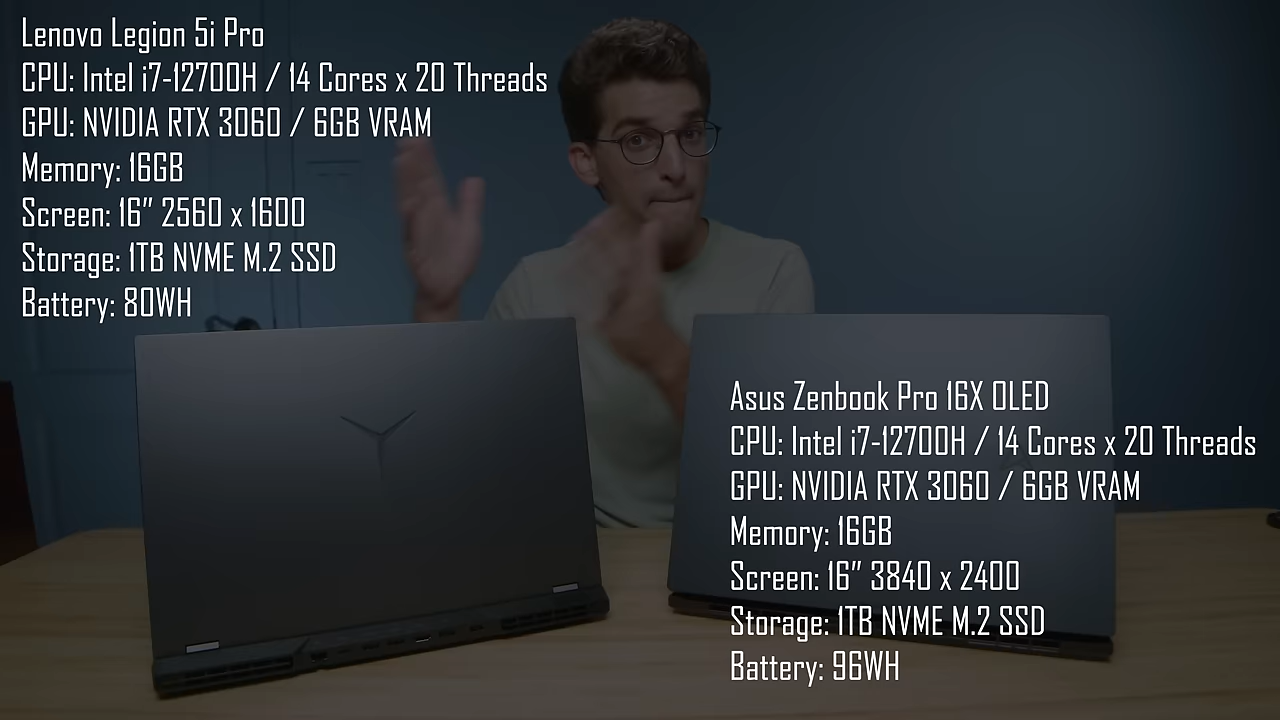 Lenovo Legion 5i Pro
CPU: Intel i7-12700H / 14 Cores x 20 Threads
GPU: NVIDIA RTX 3060 / 6GB VRAM
Memory: 16GB
Screen: 16" 2560 x 1600
Storage: 1TB NVME M.2 SSD
Battery: 80WH
Asus Zenbook Pro 16X OLED
CPU: Intel i7-12700H / 14 Cores x 20 Threads
GPU: NVIDIA RTX 3060 / 6GB VRAM
Memory: 16GB
Screen: 16" 3840 x 2400
Storage: 1TB NVME M.2 SSD
Battery: 96WH